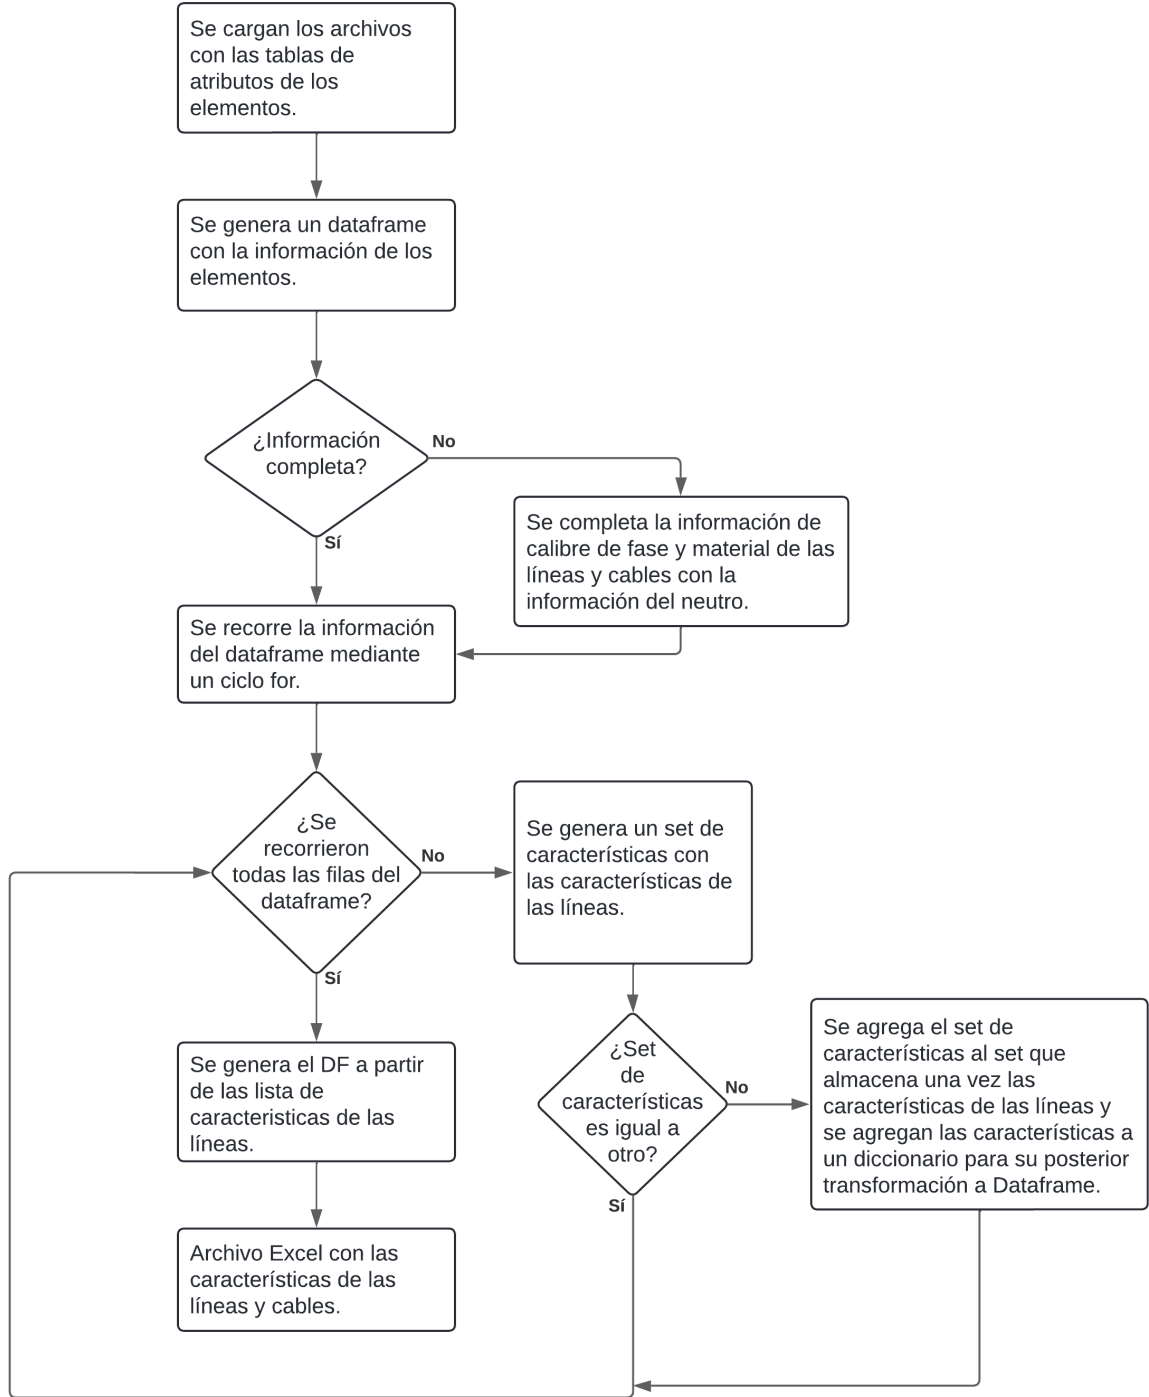 Se cargan los archivos
con las tablas de
atributos de los
elementos.
Se genera un dataframe
con la información de los
elementos.
¿Información
completa?
No
Sí
Se completa la información de
calibre de fase y material de las
líneas y cables con la
información del neutro.
Se recorre la información
del dataframe mediante
un ciclo for.
¿Se
recorrieron
todas las filas del
dataframe?
No
Sí
Se genera un set de
características con
las características de
las líneas.
¿Set
de
características
es igual a
otro?
No
Sí
Se agrega el set de
características al set que
almacena una vez las
características de las líneas y
se agregan las características a
un diccionario para su posterior
transformación a Dataframe.
Se genera el DF a partir
de las lista de
caracteristicas de las
líneas.
Archivo Excel con las
características de las
líneas y cables.